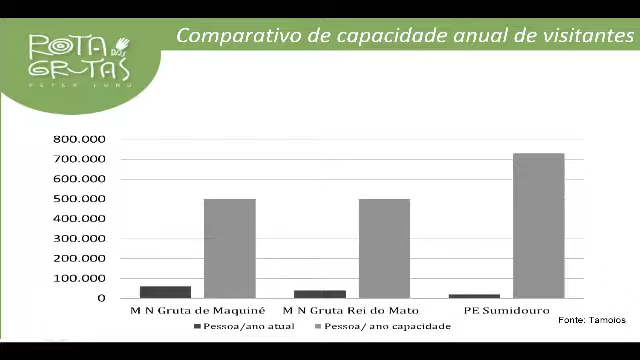 Comparativo de capacidade anual de visitantes
ROTA DAS
GRUTAS
PETER LUND
800.000
700.000
600.000
500.000
400.000
300.000
200.000
100.000
0
M N Gruta de Maquiné
M N Gruta Rei do Mato
PE Sumidouro
Pessoa/ano atual
Pessoa/ ano capacidade
Fonte: Tamoios